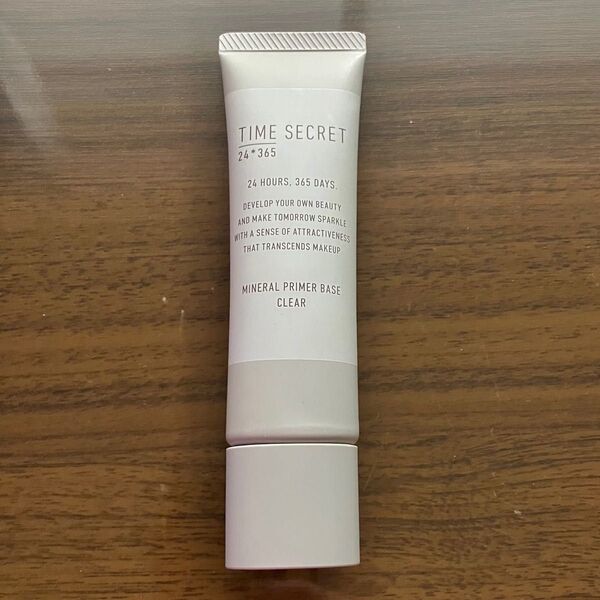 TIME SECRET
24*365
24 HOURS, 365 DAYS.
DEVELOP YOUR OWN BEAUTY
AND MAKE TOMORROW SPARKLE
WITH A SENSE OF ATTRACTIVENESS
THAT TRANSCENDS MAKEUP
MINERAL PRIMER BASE
CLEAR